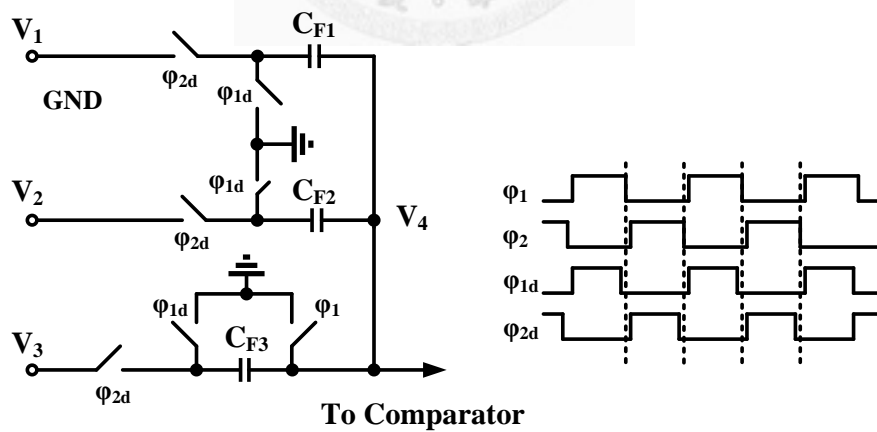 V1
CF1
φ2d
φ1d
GND
V2
φ1d
CF2
V4
φ2d
φ1d
φ1
V3
CF3
φ2d
To Comparator
φ1
φ2
φ1d
φ2d